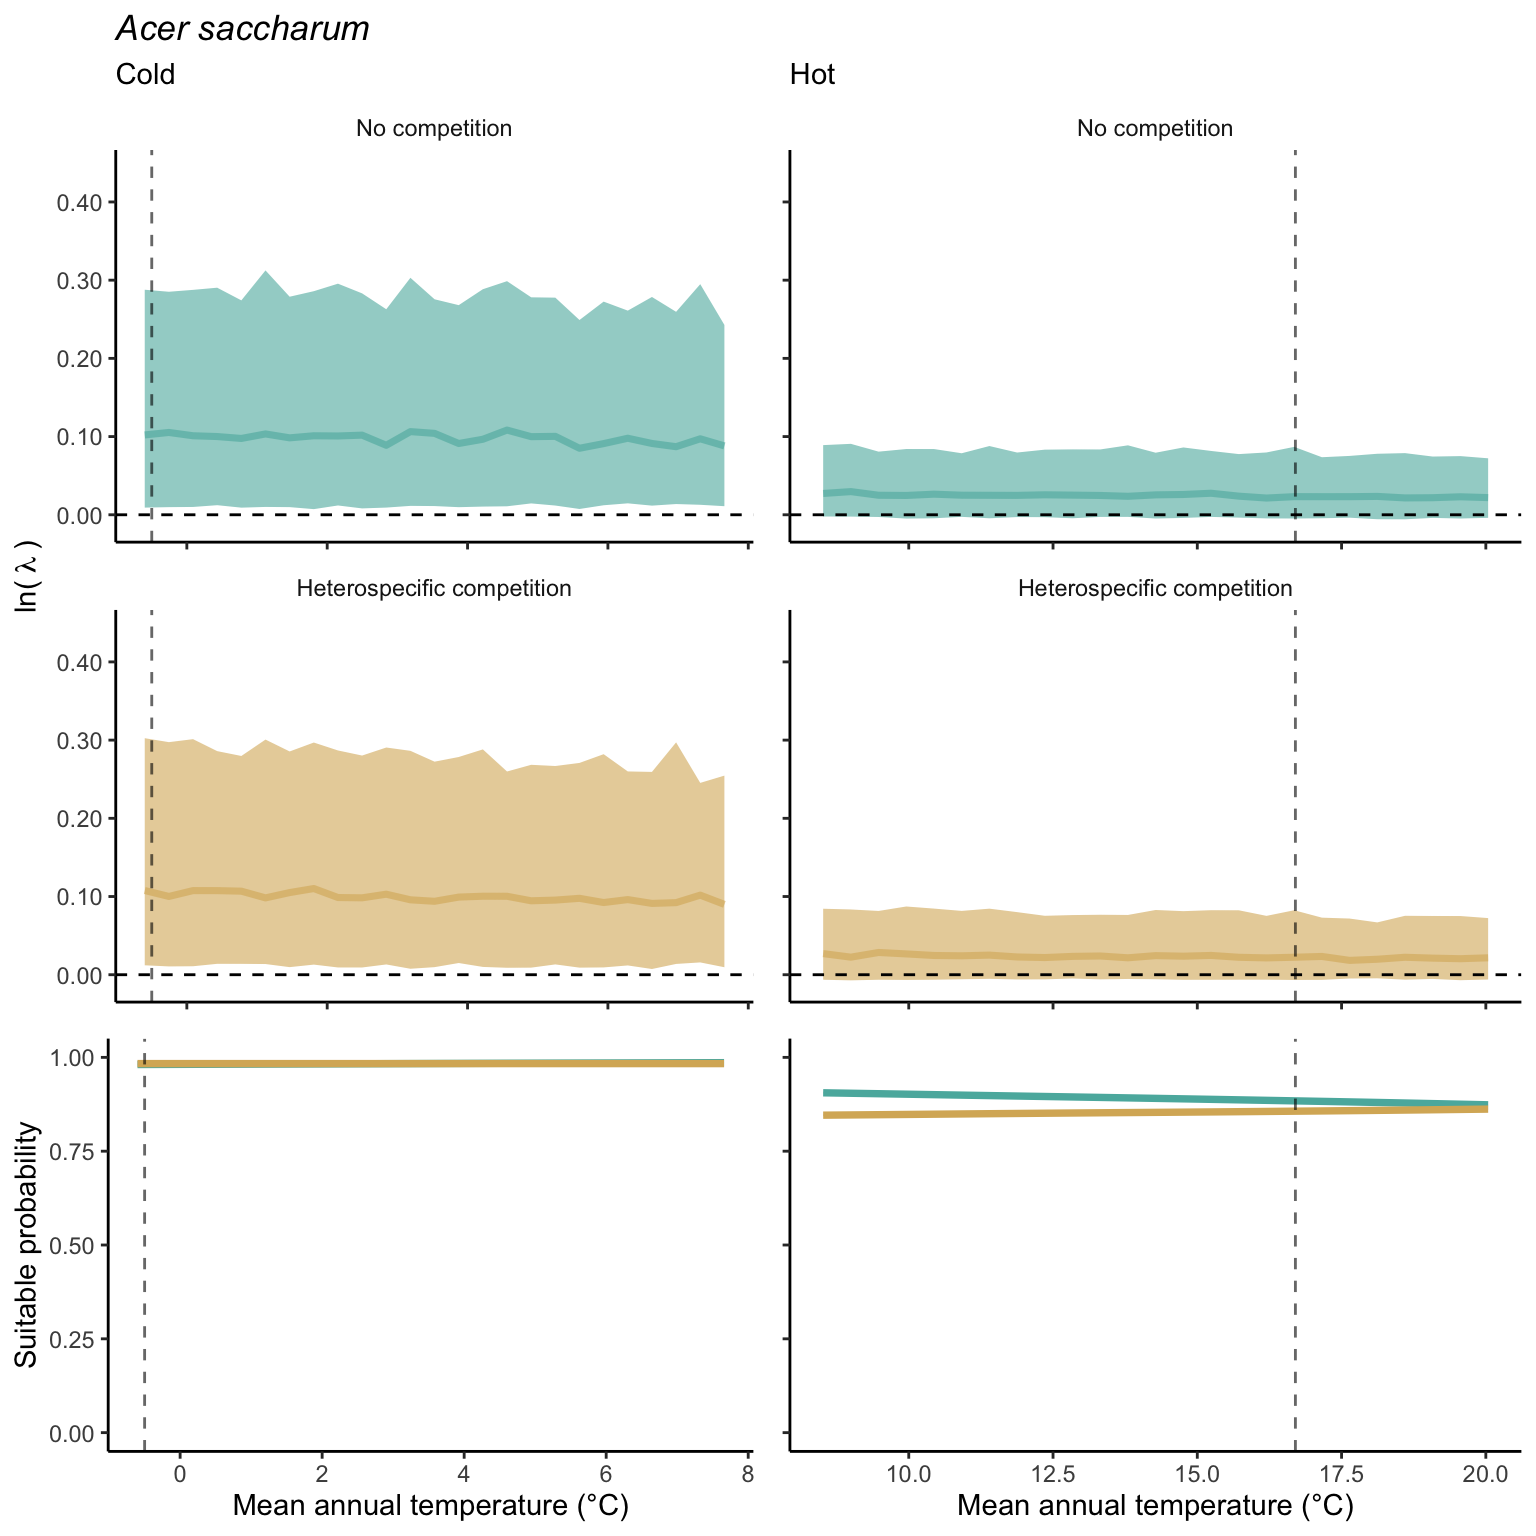 Acer saccharum
Cold
Hot
No competition
No competition
0.40
0.30
0.20
0.10
0.00
ln( λ )
Heterospecific competition
Heterospecific competition
0.40
0.30
0.20
0.10
0.00
1.00
0.75
0.50
0.25
0.00
Suitable probability
0 2 4 6 8
10.0 12.5 15.0 17.5 20.0
Mean annual temperature (°C)
Mean annual temperature (°C)